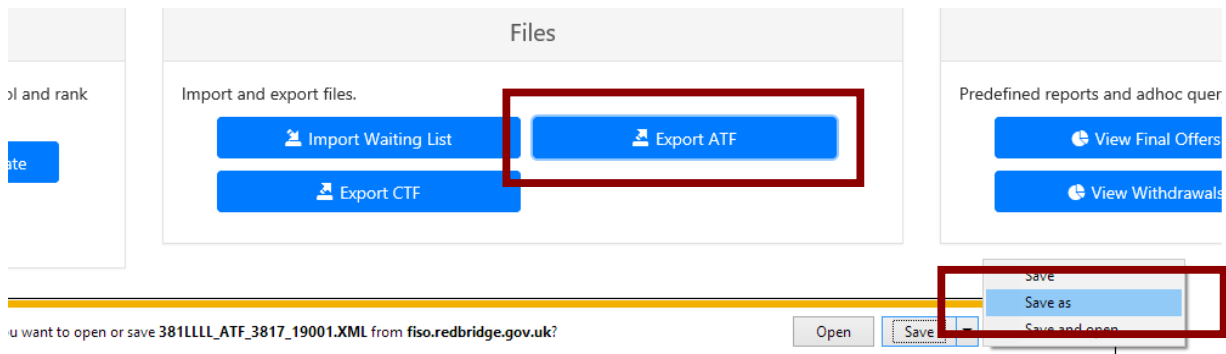 Files
ol and rank
Import and export files.
Predefined reports and adhoc quer
Import Waiting List
Export ATF
View Final Offers
ate
Export CTF
View Withdrawals
Save
Save as
u want to open or save 381LLLL_ATF_3817_19001.XML from fiso.redbridge.gov.uk?
Open
Save
Save and open